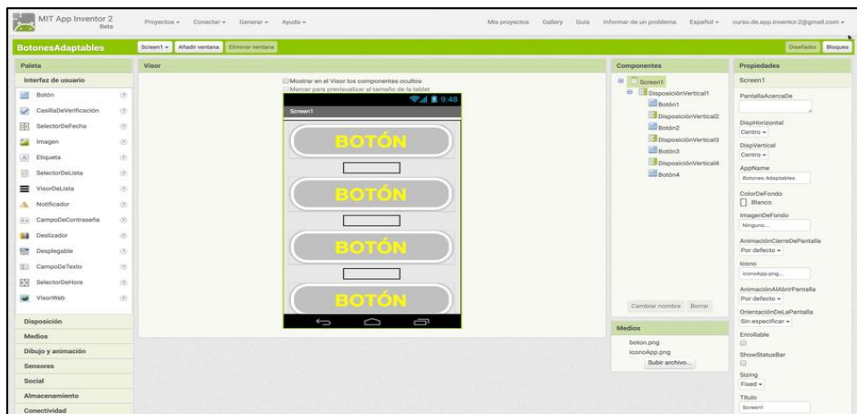 MIT App Inventor 2
Beta
Proyectos Conectar Generar Ayuda
Mis proyectos Gallery Guía Informar de un problema Español curso.de.app.inventor.2@gmail.com
BotonesAdaptables
Screen1 Añadir ventana Eliminar ventana
Diseñador Bloques
Paleta
Interfaz de usuario
Botón
CasillaDeVerificación
SelectorDeFecha
Imagen
Etiqueta
SelectorDeLista
VisorDeLista
Notificador
CampoDeContraseña
Deslizador
Desplegable
CampoDeTexto
SelectorDeHora
VisorWeb
Disposición
Medios
Dibujo y animación
Sensores
Social
Almacenamiento
Conectividad
Visor
Mostrar en el Visor los componentes ocultos
Marcar para previsualizar al tamaño de la tablet
9:48
Screen1
BOTÓN
BOTÓN
BOTÓN
BOTÓN
Componentes
Screen1
DisposiciónVertical1
Botón1
DisposiciónVertical2
Botón2
DisposiciónVertical3
Botón3
DisposiciónVertical4
Botón4
Cambiar nombre Borrar
Medios
boton.png
iconoApp.png
Subir archivo...
Propiedades
Screen1
PantallaAcercaDe
DispHorizontal
Centro
DispVertical
Centro
AppName
Botones Adaptables
ColorDeFondo
Blanco
ImagenDeFondo
Ninguno...
AnimaciónCierreDePantalla
Por defecto
Icono
iconoApp.png...
AnimaciónAlAbrirPantalla
Por defecto
OrientaciónDeLaPantalla
Sin especificar
Enrollable
ShowStatusBar
Sizing
Fixed
Título
Screen1